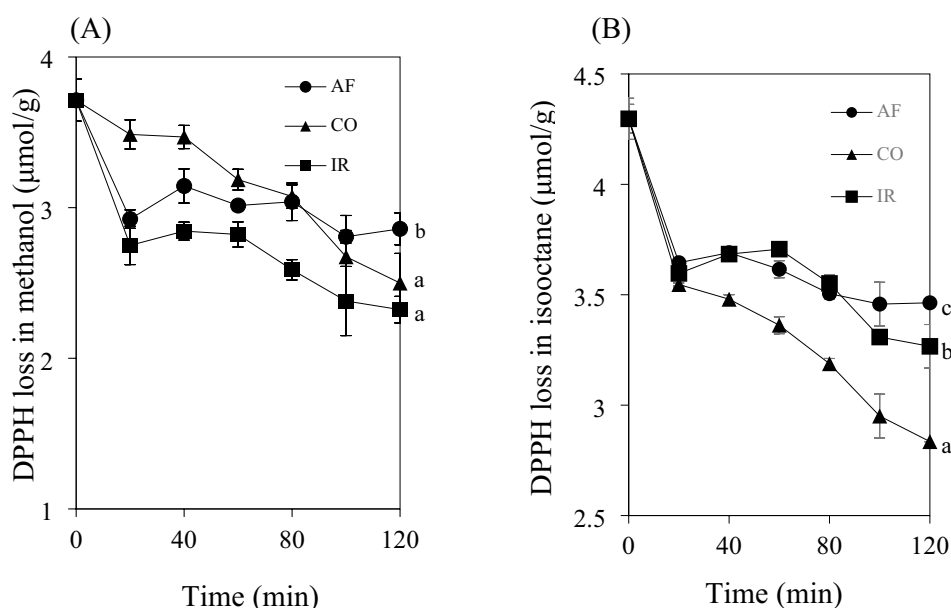 (A)
4
3
2
1
DPPH loss in methanol (µmol/g)
AF
CO
IR
b
a
a
0
40
80
120
Time (min)
(B)
4.5
4
3.5
3
2.5
DPPH loss in isooctane (µmol/g)
AF
CO
IR
c
b
a
0
40
80
120
Time (min)